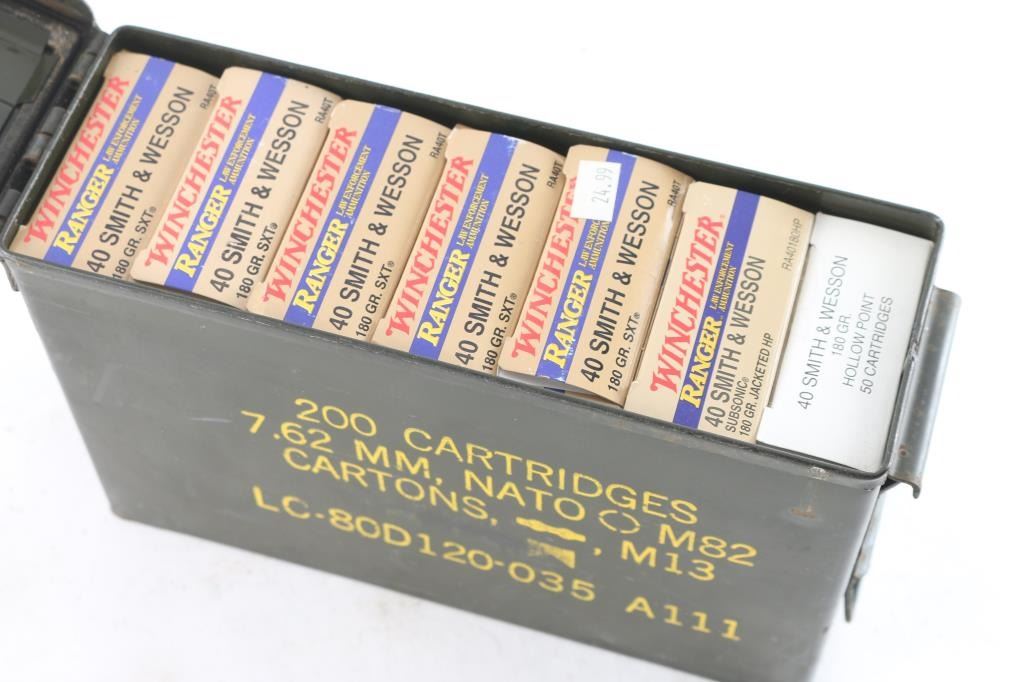 WINCHESTER
RANGER LAW ENFORCEMENT AMMUNITION
40 SMITH & WESSON
180 GR. SXT®
RA40T
WINCHESTER
RANGER LAW ENFORCEMENT AMMUNITION
40 SMITH & WESSON
180 GR. SXT®
RA40T
WINCHESTER
RANGER LAW ENFORCEMENT AMMUNITION
40 SMITH & WESSON
180 GR. SXT®
RA40T
WINCHESTER
RANGER LAW ENFORCEMENT AMMUNITION
40 SMITH & WESSON
180 GR. SXT®
RA40T
24.99
WINCHESTER
RANGER LAW ENFORC
40 SMITH & WESSON
180 GR. SXT®
RA40T
WINCHESTER
RANGER LAW ENFORCEMENT AMMUNITION
40 SMITH & WESSON
SUBSONIC®
180 GR. JACKETED HP
RA40180HP
40 SMITH & WESSON
180 GR.
HOLLOW POINT
50 CARTRIDGES
200 CARTRIDGES
7.62 MM, NATO M82
CARTONS, , M13
LC-80D120-035 A111